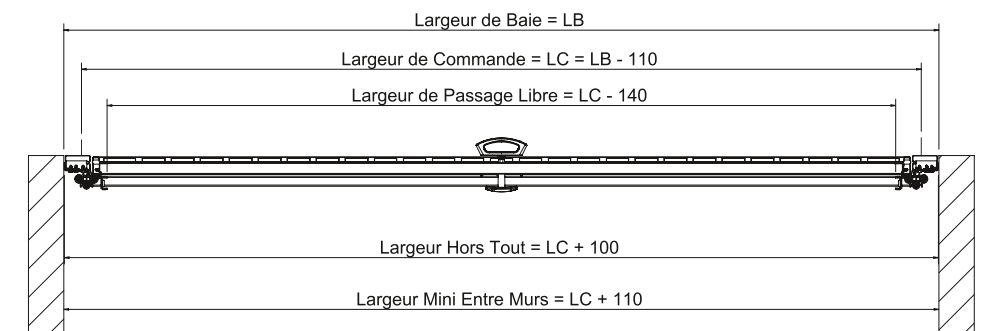 Largeur de Baie = LB
Largeur de Commande = LC = LB - 110
Largeur de Passage Libre = LC - 140
Largeur Hors Tout = LC + 100
Largeur Mini Entre Murs = LC + 110